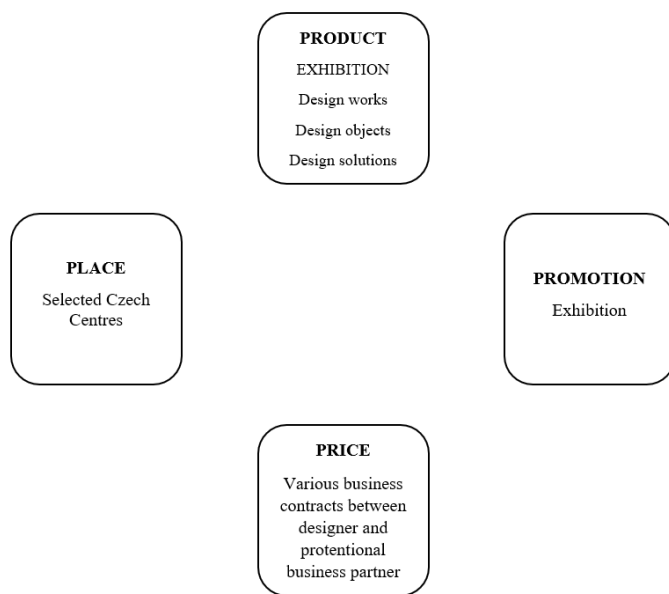 PRODUCT
EXHIBITION
Design works
Design objects
Design solutions
PLACE
Selected Czech
Centres
PROMOTION
Exhibition
PRICE
Various business
contracts between
designer and
protentional
business partner